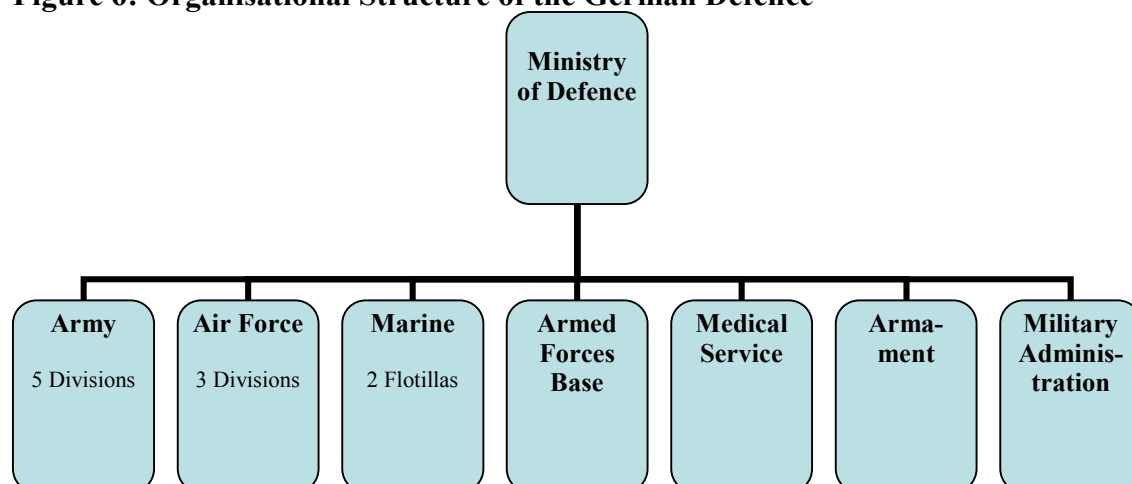 Figure 6: Organisational Structure of the German Defence
Ministry
of Defence
Army
5 Divisions
Air Force
3 Divisions
Marine
2 Flotillas
Armed
Forces
Base
Medical
Service
Arma-
ment
Military
Adminis-
tration